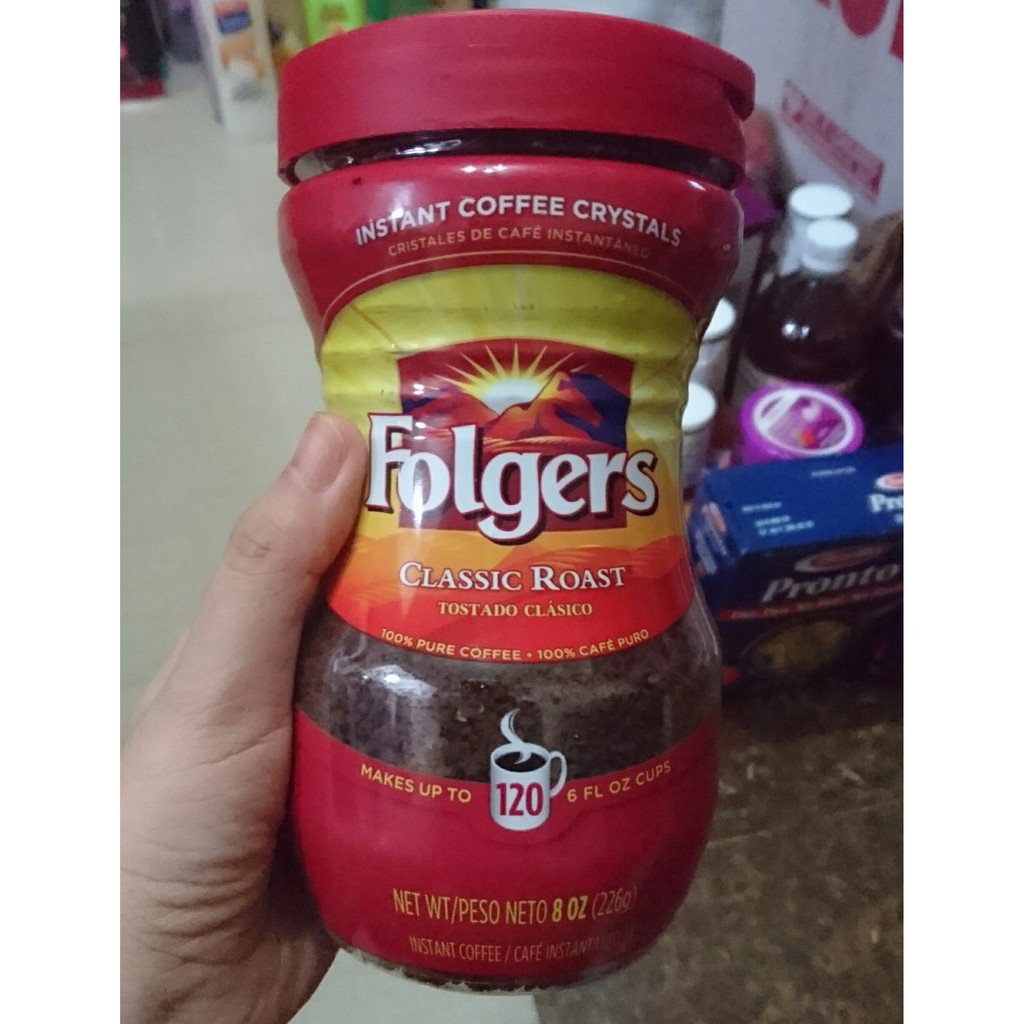 INSTANT COFFEE CRYSTALS
CRISTALES DE CAFÉ INSTANTÁNEO
Folgers
CLASSIC ROAST
TOSTADO CLÁSICO
100% PURE COFFEE • 100% CAFÉ PURO
MAKES UP TO 120 6 FL OZ CUPS
NET WT/PESO NETO 8 OZ (226g)
INSTANT COFFEE / CAFÉ INSTANTÁNEO
Pronto